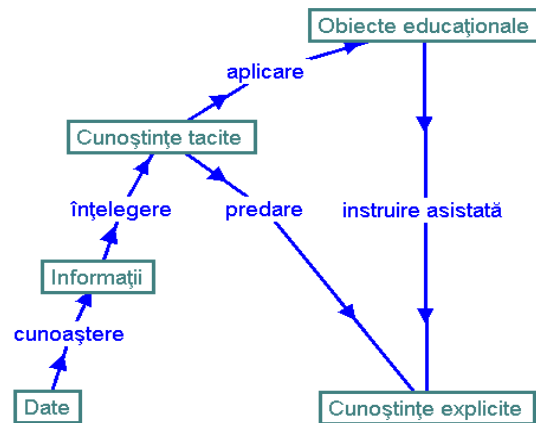 Obiecte educaţionale
aplicare
Cunoştinţe tacite
înţelegere
predare
instruire asistată
Informaţii
cunoaştere
Date
Cunoştinţe explicite